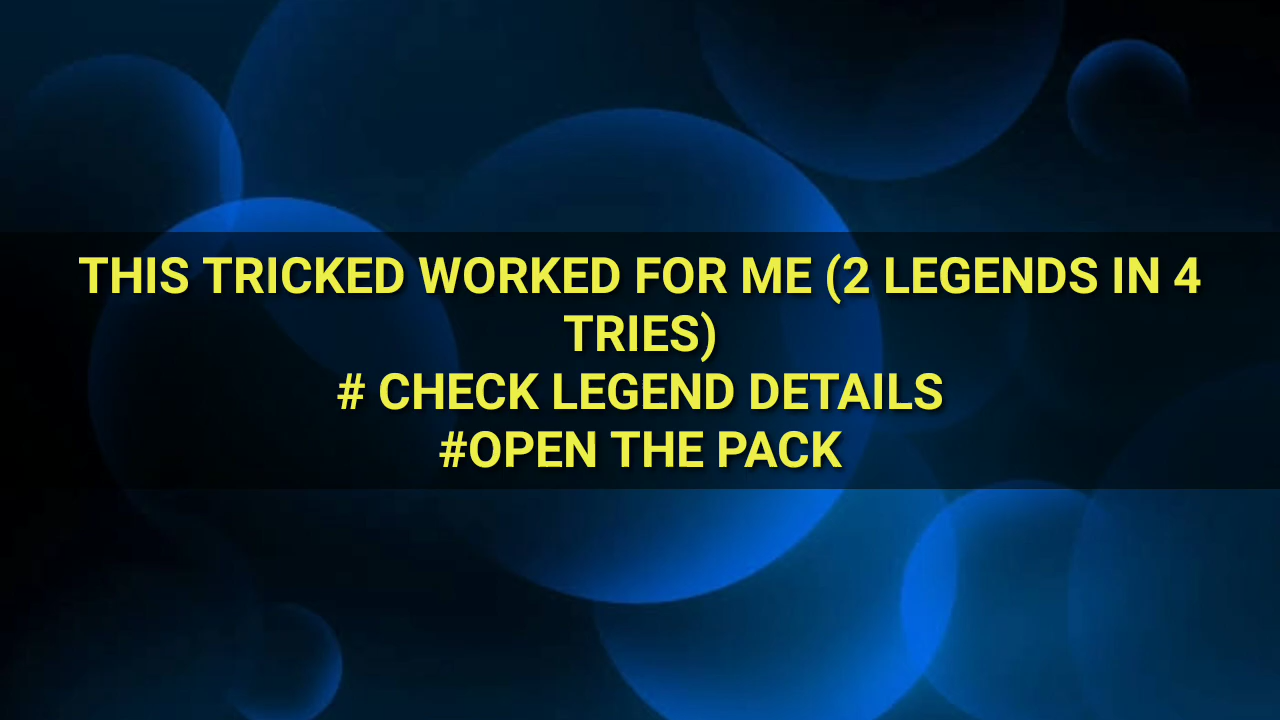 THIS TRICKED WORKED FOR ME (2 LEGENDS IN 4
TRIES)
# CHECK LEGEND DETAILS
#OPEN THE PACK